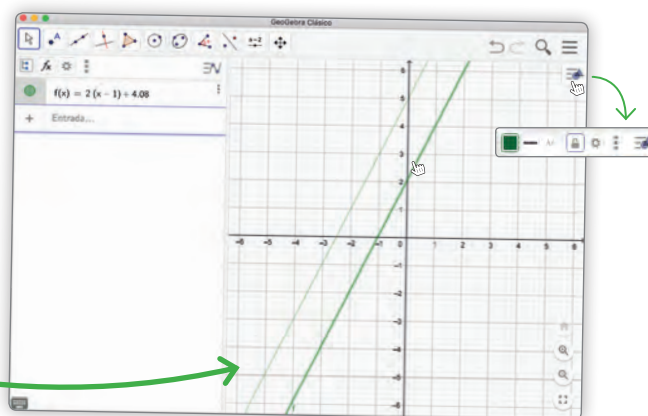 GeoGebra Clásico
a=2
f(x) = 2 (x − 1) + 4.08
+ Entrada...
6
5
4
3
2
1
-6 -5 -4 -3 -2 -1 0 1 2 3 4 5 6
-1
-2
-3
-4
-5
-6
f